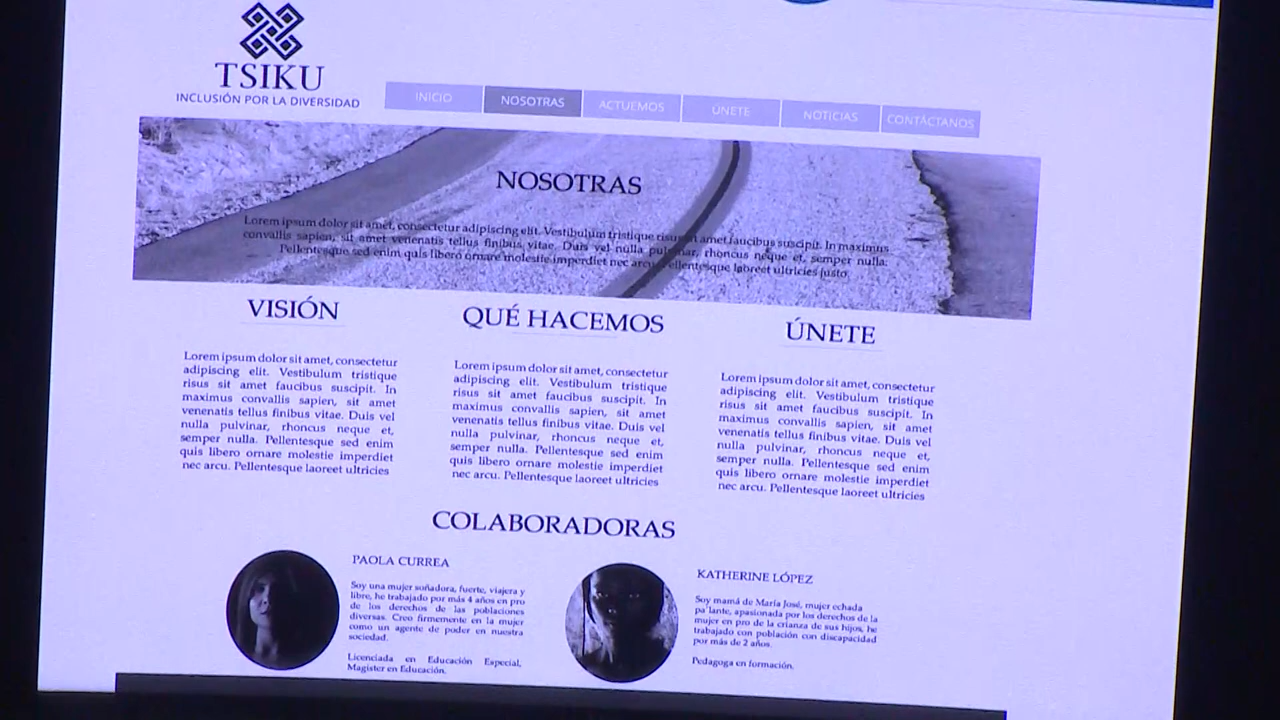 TSIKU
INCLUSIÓN POR LA DIVERSIDAD
INICIO
NOSOTRAS
ACTUEMOS
ÚNETE
NOTICIAS
CONTÁCTANOS
NOSOTRAS
Lorem ipsum dolor sit amet, consectetur adipiscing elit. Vestibulum tristique risus sit amet faucibus suscipit. In maximus
convallis sapien, sit amet venenatis tellus finibus vitae. Duis vel nulla pulvinar, rhoncus neque et, semper nulla.
Pellentesque sed enim quis libero ornare molestie imperdiet nec arcu. Pellentesque laoreet ultricies justo.
VISIÓN
Lorem ipsum dolor sit amet, consectetur
adipiscing elit. Vestibulum tristique
risus sit amet faucibus suscipit. In
maximus convallis sapien, sit amet
venenatis tellus finibus vitae. Duis vel
nulla pulvinar, rhoncus neque et,
semper nulla. Pellentesque sed enim
quis libero ornare molestie imperdiet
nec arcu. Pellentesque laoreet ultricies
QUÉ HACEMOS
Lorem ipsum dolor sit amet, consectetur
adipiscing elit. Vestibulum tristique
risus sit amet faucibus suscipit. In
maximus convallis sapien, sit amet
venenatis tellus finibus vitae. Duis vel
nulla pulvinar, rhoncus neque et,
semper nulla. Pellentesque sed enim
quis libero ornare molestie imperdiet
nec arcu. Pellentesque laoreet ultricies
ÚNETE
Lorem ipsum dolor sit amet, consectetur
adipiscing elit. Vestibulum tristique
risus sit amet faucibus suscipit. In
maximus convallis sapien, sit amet
venenatis tellus finibus vitae. Duis vel
nulla pulvinar, rhoncus neque et,
semper nulla. Pellentesque sed enim
quis libero ornare molestie imperdiet
nec arcu. Pellentesque laoreet ultricies
COLABORADORAS
PAOLA CURREA
Soy una mujer soñadora, fuerte, viajera y
libre, he trabajado por más 4 años en pro
de los derechos de las poblaciones
diversas. Creo firmemente en la mujer
como un agente de poder en nuestra
sociedad.
Licenciada en Educación Especial,
Magister en Educación.
KATHERINE LÓPEZ
Soy mamá de María José, mujer echada
pa´lante, apasionada por los derechos de la
mujer en pro de la crianza de sus hijos, he
trabajado con población con discapacidad
por más de 2 años.
Pedagoga en formación.